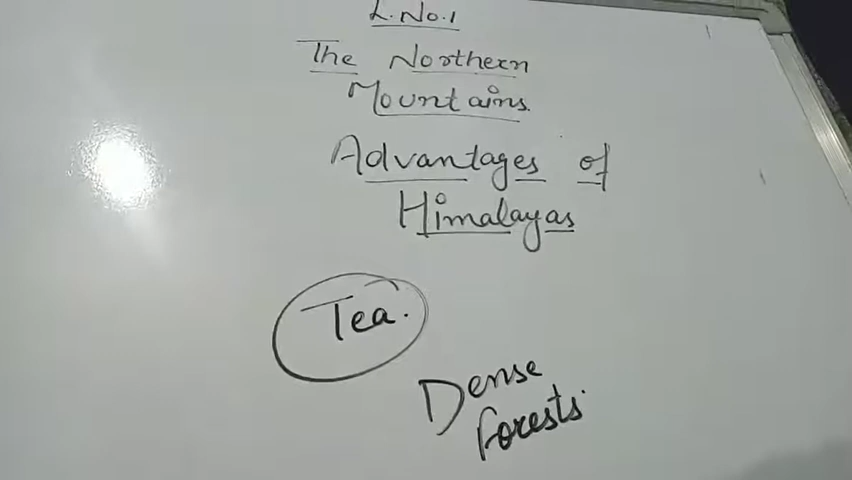 L.No.1
The Northern
Mountains.
Advantages of
Himalayas
Tea.
Dense
Forests.